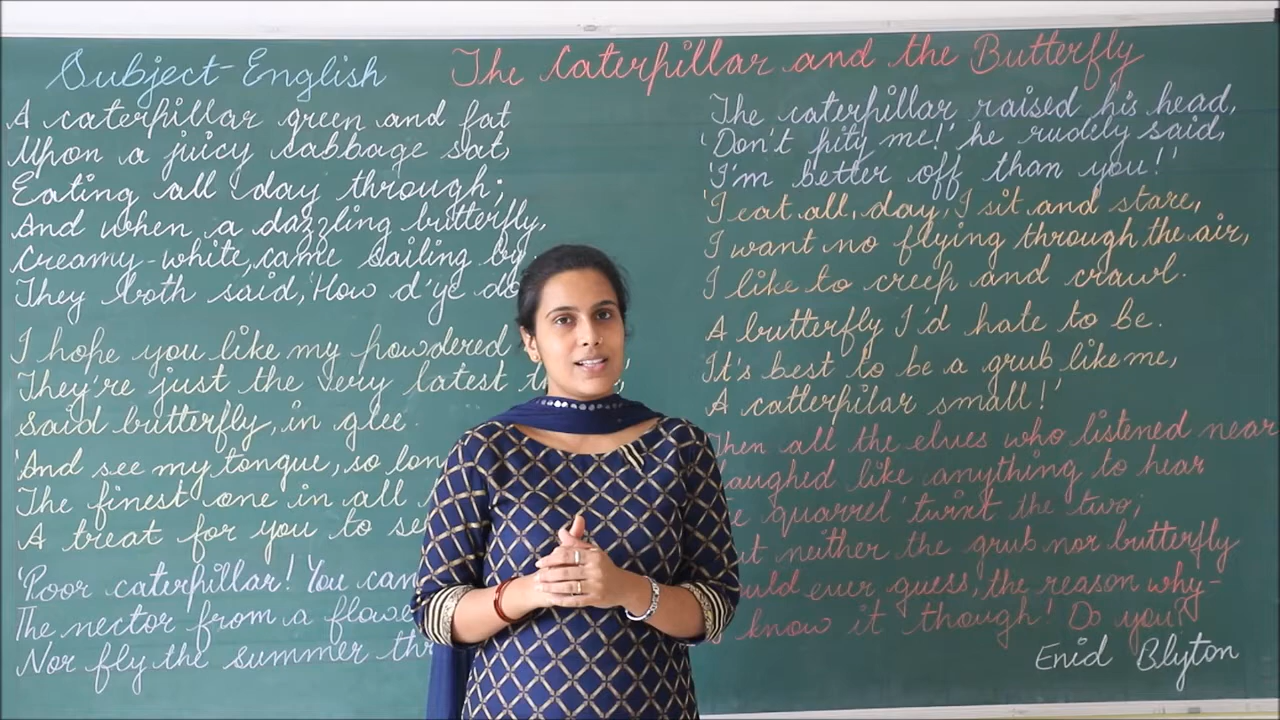 Subject-English
The Caterpillar and the Butterfly
A caterpillar green and fat
Upon a juicy cabbage sat,
Eating all day through;
And when a dazzling butterfly,
Creamy-white, came sailing by
They both said, 'How d'ye do
I hope you like my powdered
They're just the very latest
Said butterfly, in glee.
'And see my tongue, so
The finest one in all
A treat for you to
'Poor caterpillar! You
The nector from a
Nor fly the summer
The caterpillar raised his head,
'Don't pity me!' he rudely said,
'I'm better off than you!'
'I eat all, day, I sit and stare,
I want no flying through the air,
I like to creep and crawl.
A butterfly I'd hate to be.
It's best to be a grub like me,
A catterpilar small!'
Then all the elves who listened near
laughed like anything to hear
quarrel 'twixt the two;
neither the grub nor butterfly
ever guess, the reason why-
know it though! Do you?
Enid Blyton